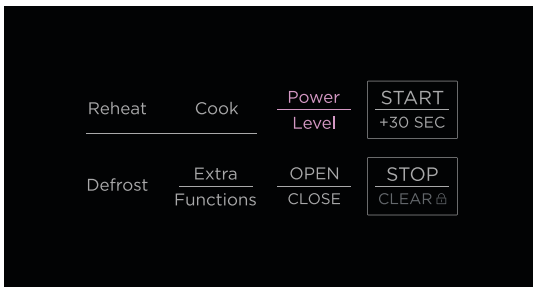 Reheat
Cook
Power
Level
START
+30 SEC
Defrost
Extra
Functions
OPEN
CLOSE
STOP
CLEAR